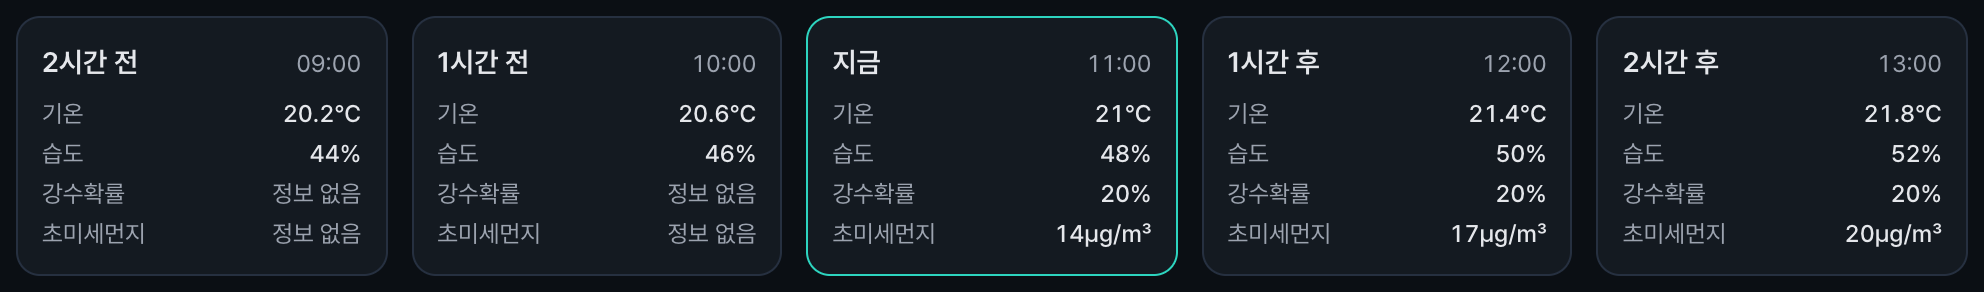 2시간 전 09:00
기온 20.2°C
습도 44%
강수확률 정보 없음
초미세먼지 정보 없음
1시간 전 10:00
기온 20.6°C
습도 46%
강수확률 정보 없음
초미세먼지 정보 없음
지금 11:00
기온 21°C
습도 48%
강수확률 20%
초미세먼지 14µg/m³
1시간 후 12:00
기온 21.4°C
습도 50%
강수확률 20%
초미세먼지 17µg/m³
2시간 후 13:00
기온 21.8°C
습도 52%
강수확률 20%
초미세먼지 20µg/m³